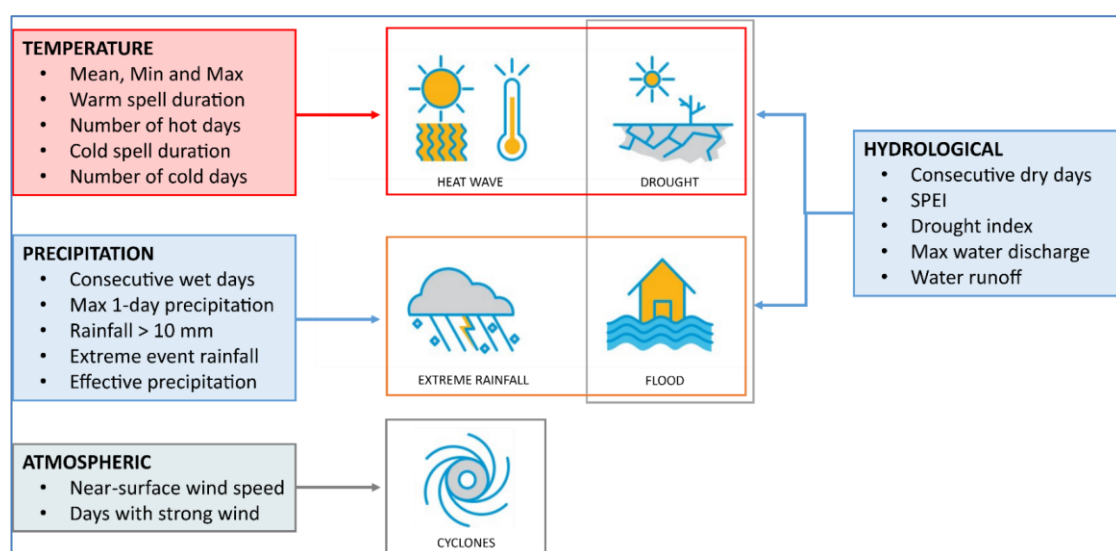 TEMPERATURE
• Mean, Min and Max
• Warm spell duration
• Number of hot days
• Cold spell duration
• Number of cold days
HEAT WAVE
DROUGHT
HYDROLOGICAL
• Consecutive dry days
• SPEI
• Drought index
• Max water discharge
• Water runoff
PRECIPITATION
• Consecutive wet days
• Max 1-day precipitation
• Rainfall > 10 mm
• Extreme event rainfall
• Effective precipitation
EXTREME RAINFALL
FLOOD
ATMOSPHERIC
• Near-surface wind speed
• Days with strong wind
CYCLONES